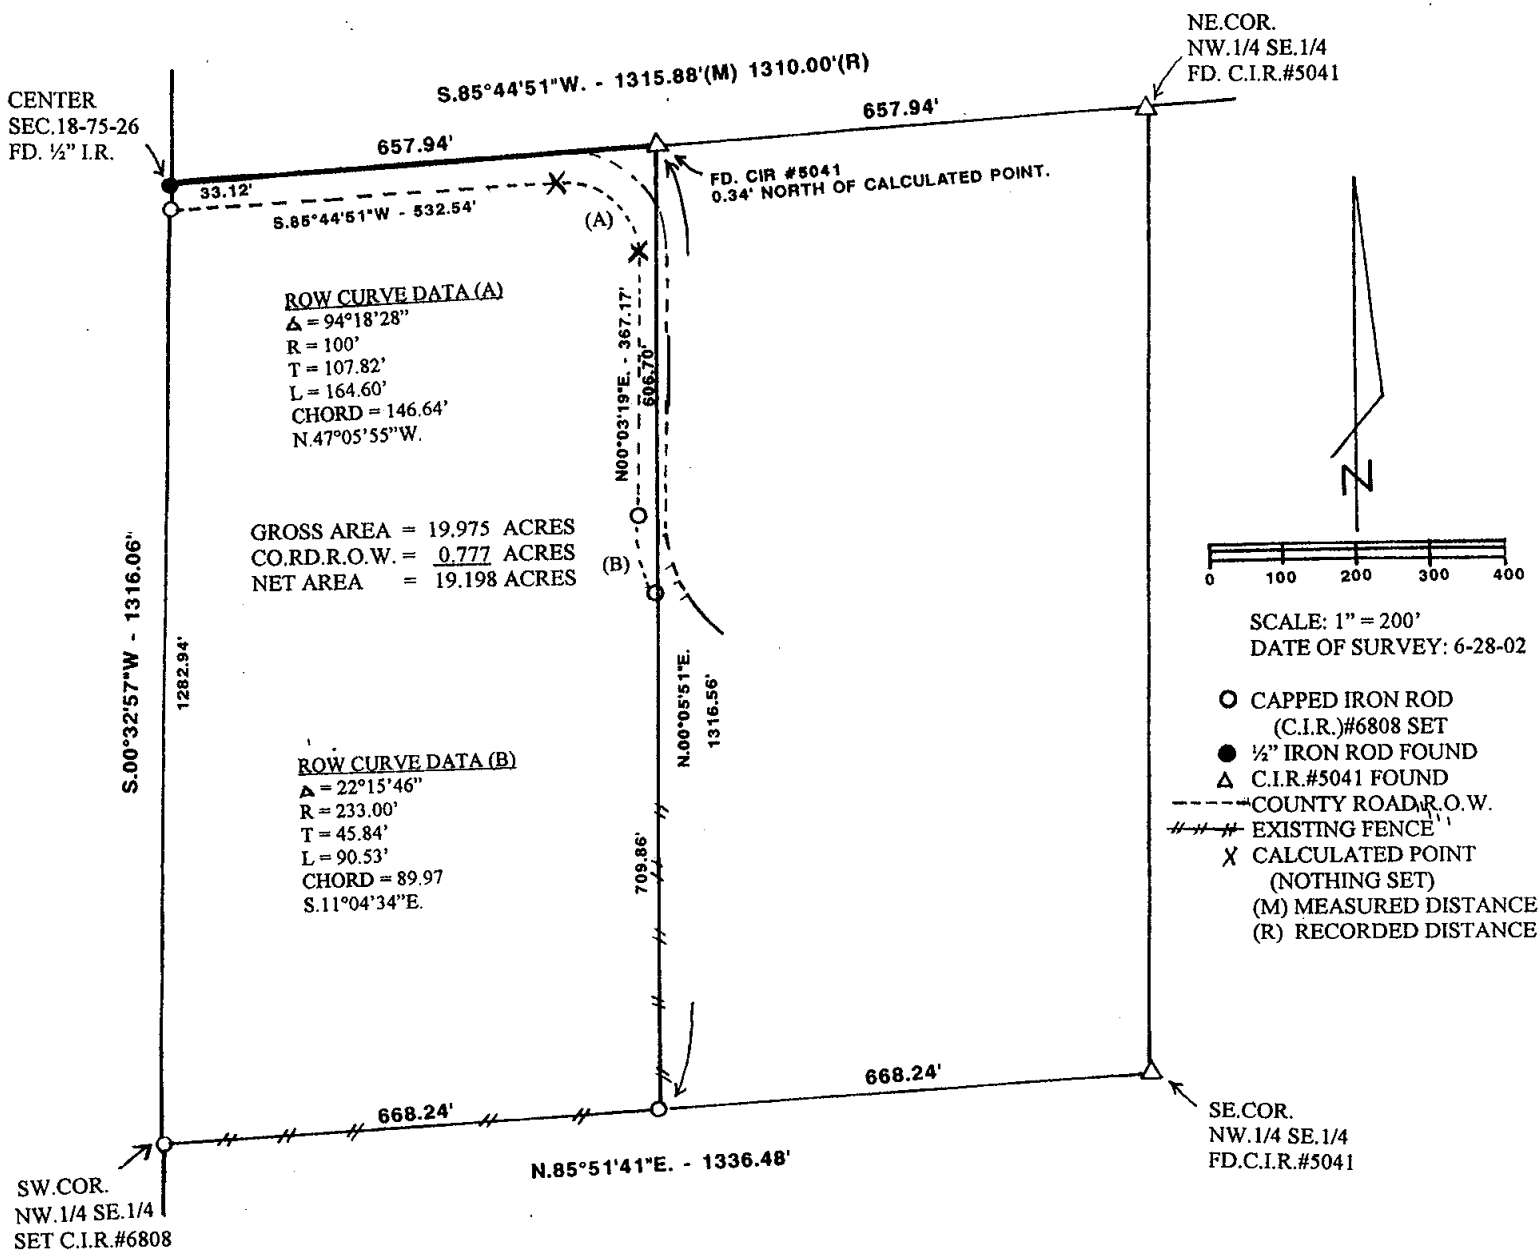 NE.COR.
NW.1/4 SE.1/4
FD. C.I.R.#5041
S.85°44'51"W. - 1315.88'(M) 1310.00'(R)
CENTER
SEC.18-75-26
FD. ½" I.R.
657.94'
657.94'
33.12'
S.85°44'51"W - 532.54'
FD. CIR #5041
0.34' NORTH OF CALCULATED POINT.
(A)
ROW CURVE DATA (A)
Δ = 94°18'28"
R = 100'
T = 107.82'
L = 164.60'
CHORD = 146.64'
N.47°05'55"W.
N00°03'19"E. - 367.17'
606.70'
GROSS AREA = 19.975 ACRES
CO.RD.R.O.W. = 0.777 ACRES
NET AREA = 19.198 ACRES
(B)
S.00°32'57"W - 1316.06'
1282.94'
N.00°05'51"E.
1316.56'
ROW CURVE DATA (B)
Δ = 22°15'46"
R = 233.00'
T = 45.84'
L = 90.53'
CHORD = 89.97
S.11°04'34"E.
709.86'
N
0 100 200 300 400
SCALE: 1" = 200'
DATE OF SURVEY: 6-28-02
CAPPED IRON ROD
(C.I.R.)#6808 SET
½" IRON ROD FOUND
C.I.R.#5041 FOUND
COUNTY ROAD R.O.W.
EXISTING FENCE
X CALCULATED POINT
(NOTHING SET)
(M) MEASURED DISTANCE
(R) RECORDED DISTANCE
668.24'
668.24'
N.85°51'41"E. - 1336.48'
SE.COR.
NW.1/4 SE.1/4
FD.C.I.R.#5041
SW.COR.
NW.1/4 SE.1/4
SET C.I.R.#6808